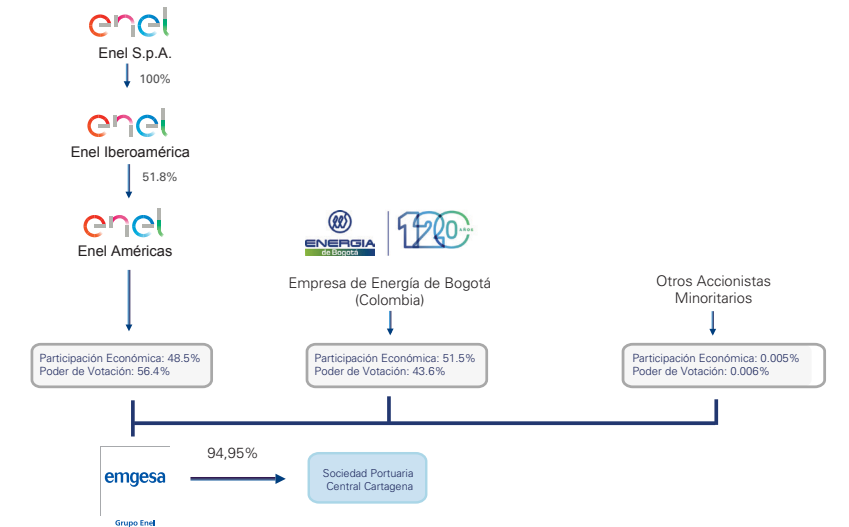 enel
Enel S.p.A.
100%
enel
Enel Iberoamérica
51.8%
enel
Enel Américas
ENERGIA
de Bogotá
120 AÑOS
Empresa de Energía de Bogotá
(Colombia)
Otros Accionistas
Minoritarios
Participación Económica: 48.5%
Poder de Votación: 56.4%
Participación Económica: 51.5%
Poder de Votación: 43.6%
Participación Económica: 0.005%
Poder de Votación: 0.006%
emgesa
Grupo Enel
94,95%
Sociedad Portuaria
Central Cartagena